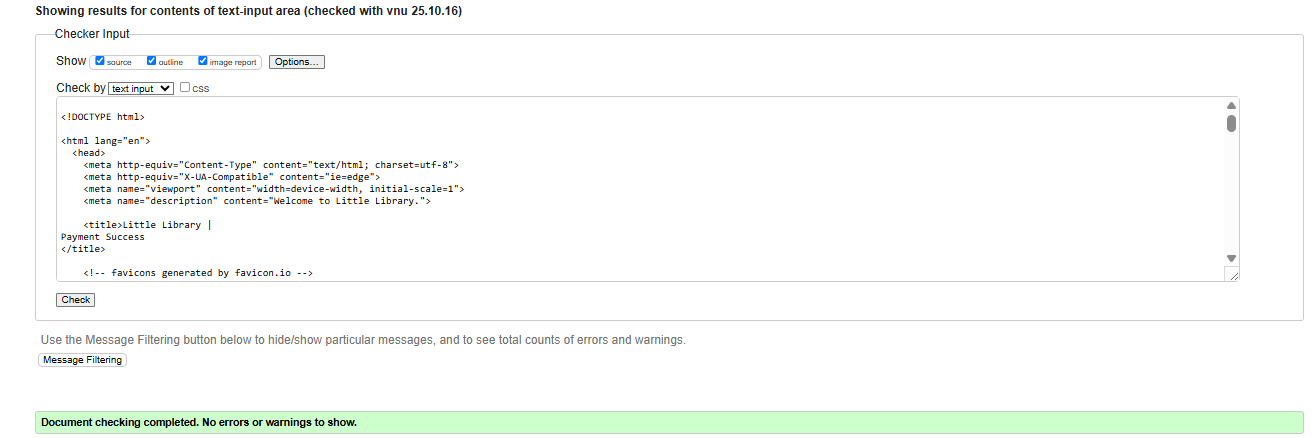 Showing results for contents of text-input area (checked with vnu 25.10.16)
Checker Input
Show source outline image report Options...
Check by text input css
<!DOCTYPE html>
<html lang="en">
<head>
<meta http-equiv="Content-Type" content="text/html; charset=utf-8">
<meta http-equiv="X-UA-Compatible" content="ie=edge">
<meta name="viewport" content="width=device-width, initial-scale=1">
<meta name="description" content="Welcome to Little Library.">
<title>Little Library |
Payment Success
</title>
<!-- favicons generated by favicon.io -->
Check
Use the Message Filtering button below to hide/show particular messages, and to see total counts of errors and warnings.
Message Filtering
Document checking completed. No errors or warnings to show.